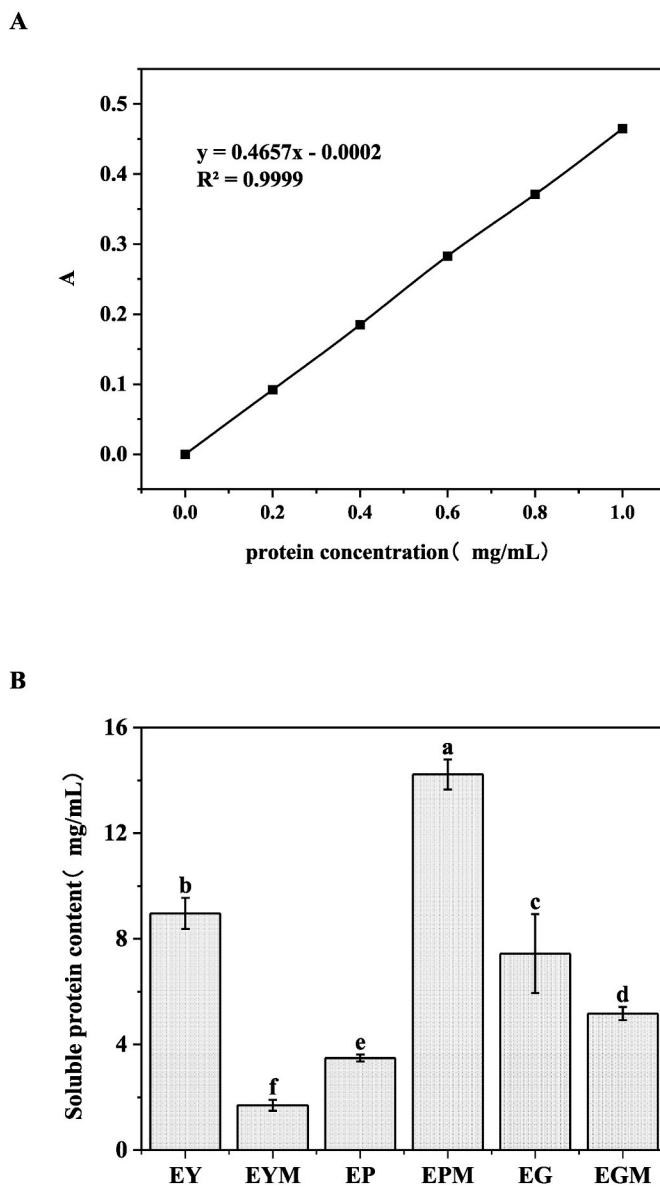 A
0.5
0.4
0.3
0.2
0.1
0.0
A
y = 0.4657x - 0.0002
R² = 0.9999
0.0 0.2 0.4 0.6 0.8 1.0
protein concentration( mg/mL)
B
16
12
8
4
0
Soluble protein content( mg/mL)
b
f
e
a
c
d
EY EYM EP EPM EG EGM